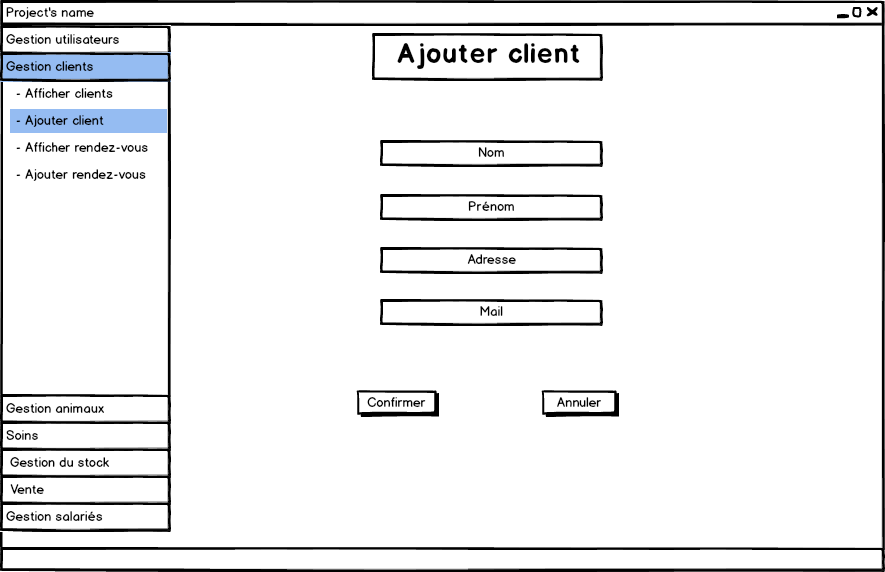 Project's name
Gestion utilisateurs
Gestion clients
- Afficher clients
- Ajouter client
- Afficher rendez-vous
- Ajouter rendez-vous
Gestion animaux
Soins
Gestion du stock
Vente
Gestion salariés
Ajouter client
Nom
Prénom
Adresse
Mail
Confirmer
Annuler